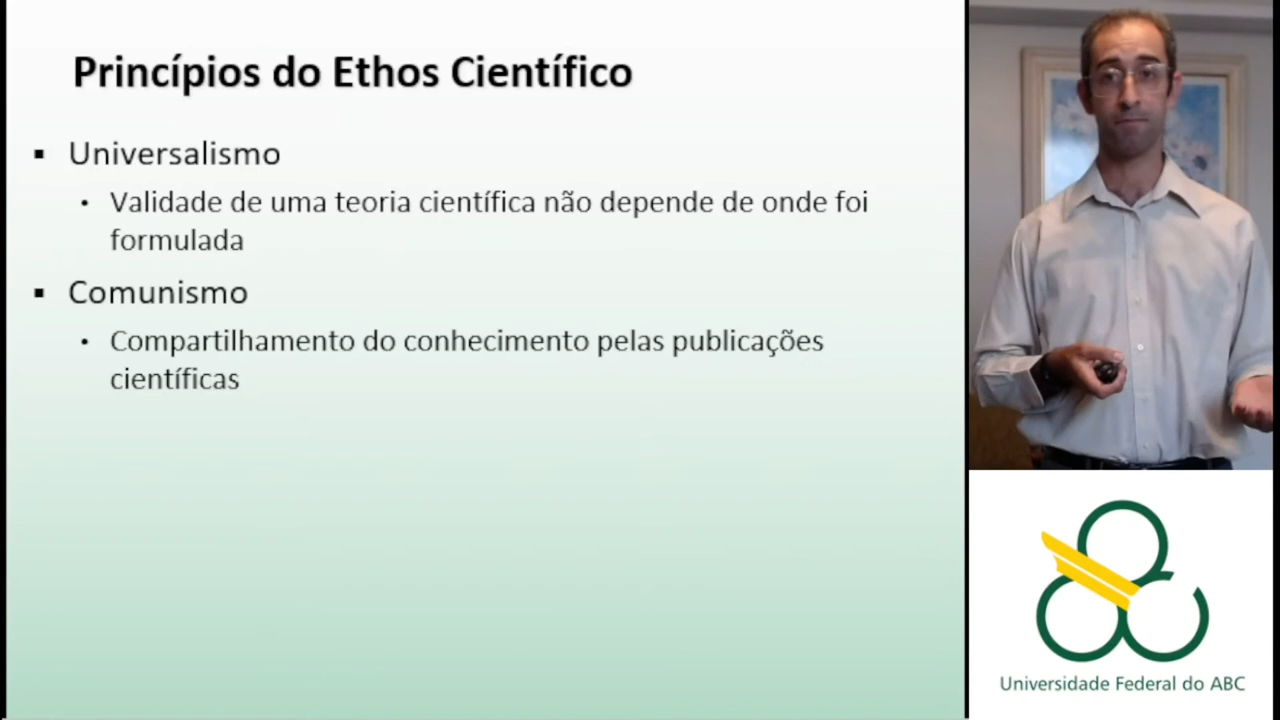 Princípios do Ethos Científico
▪ Universalismo
• Validade de uma teoria científica não depende de onde foi
formulada
▪ Comunismo
• Compartilhamento do conhecimento pelas publicações
científicas
Universidade Federal do ABC